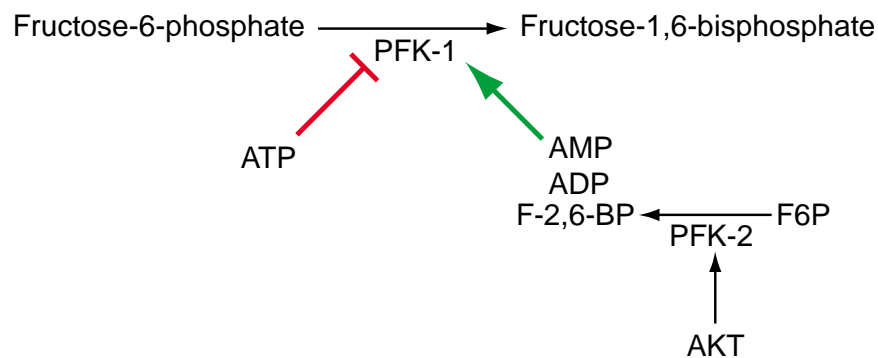 Fructose-6-phosphate
Fructose-1,6-bisphosphate
PFK-1
ATP
AMP
ADP
F-2,6-BP
F6P
PFK-2
AKT